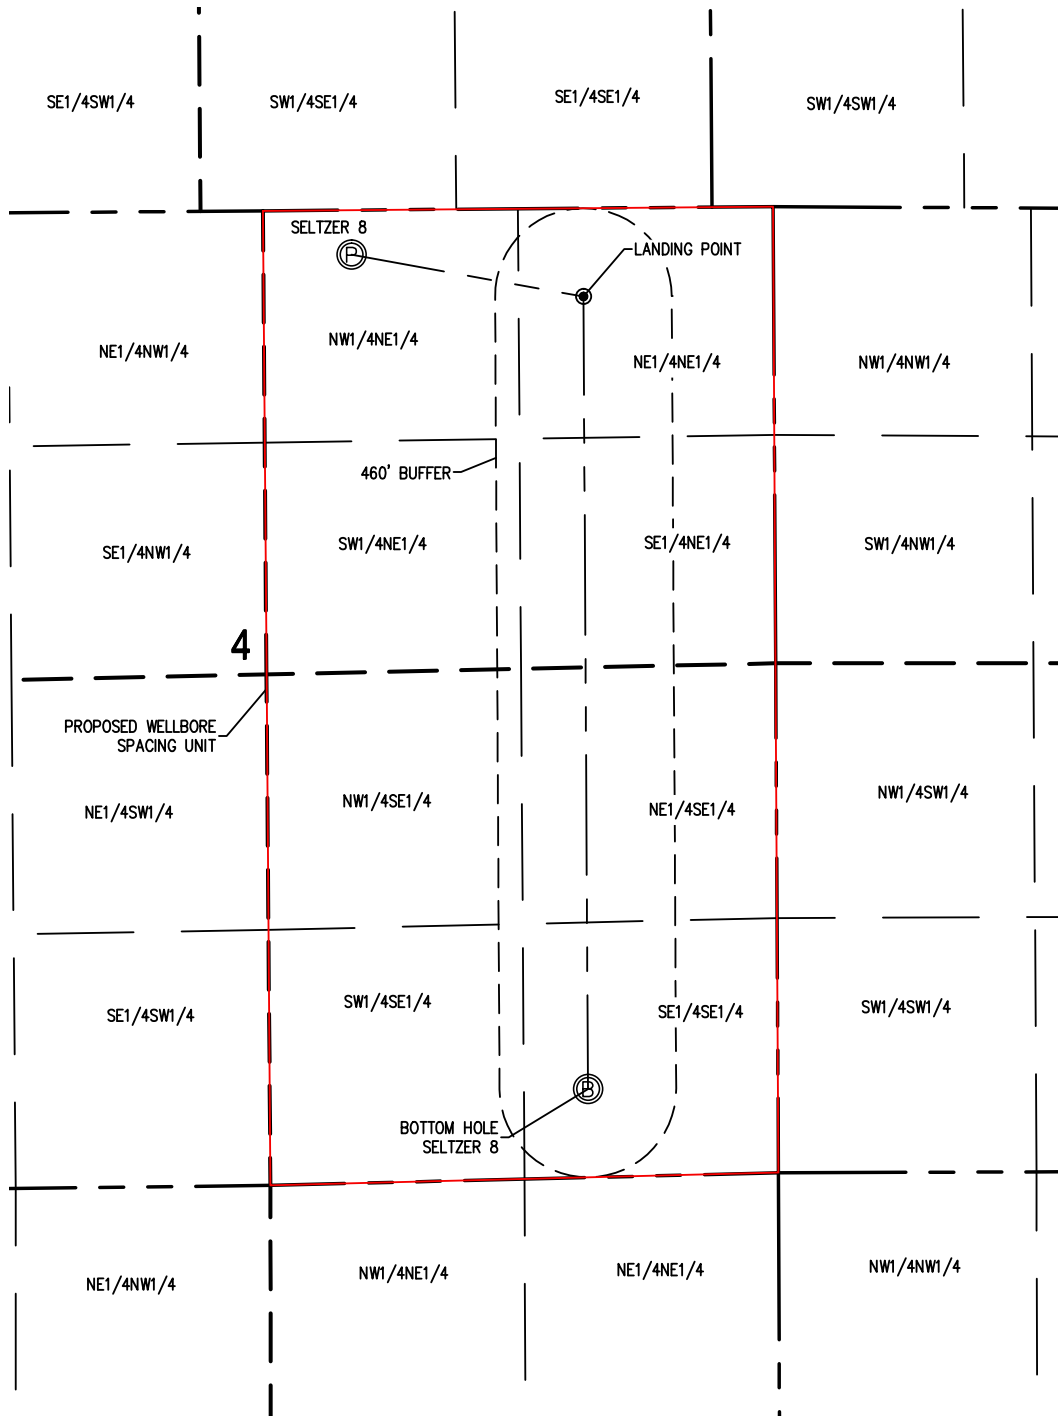 SE1/4SW1/4
SW1/4SE1/4
SE1/4SE1/4
SW1/4SW1/4
SELTZER 8
P
LANDING POINT
NE1/4NW1/4
NW1/4NE1/4
NE1/4NE1/4
NW1/4NW1/4
460' BUFFER
SE1/4NW1/4
SW1/4NE1/4
SE1/4NE1/4
SW1/4NW1/4
4
PROPOSED WELLBORE
SPACING UNIT
NE1/4SW1/4
NW1/4SE1/4
NE1/4SE1/4
NW1/4SW1/4
SE1/4SW1/4
SW1/4SE1/4
SE1/4SE1/4
SW1/4SW1/4
B
BOTTOM HOLE
SELTZER 8
NE1/4NW1/4
NW1/4NE1/4
NE1/4NE1/4
NW1/4NW1/4